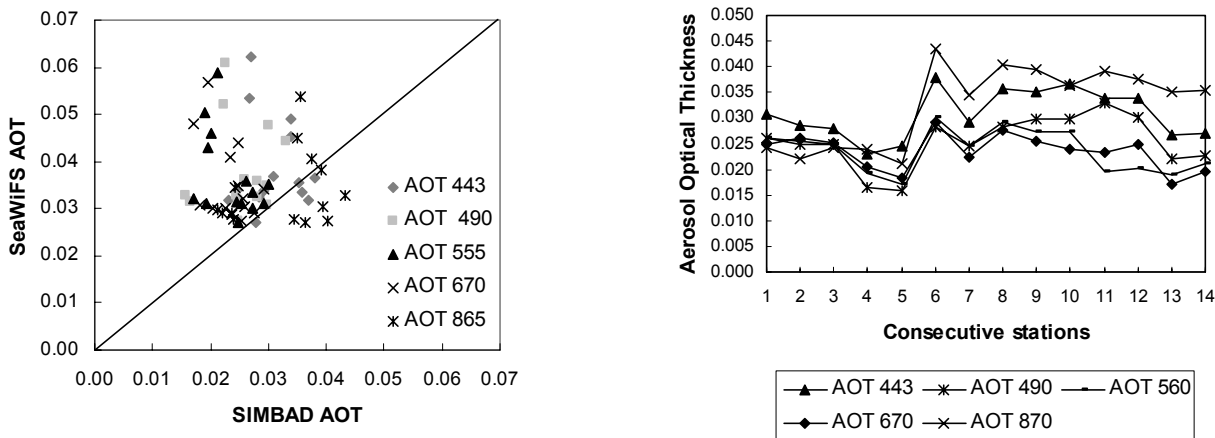 0.07
0.06
0.05
0.04
0.03
0.02
0.01
0.00
SeaWiFS AOT
0.00 0.01 0.02 0.03 0.04 0.05 0.06 0.07
SIMBAD AOT
AOT 443
AOT 490
AOT 555
AOT 670
AOT 865
0.050
0.045
0.040
0.035
0.030
0.025
0.020
0.015
0.010
0.005
0.000
Aerosol Optical Thickness
1 2 3 4 5 6 7 8 9 10 11 12 13 14
Consecutive stations
AOT 443 AOT 490 AOT 560
AOT 670 AOT 870